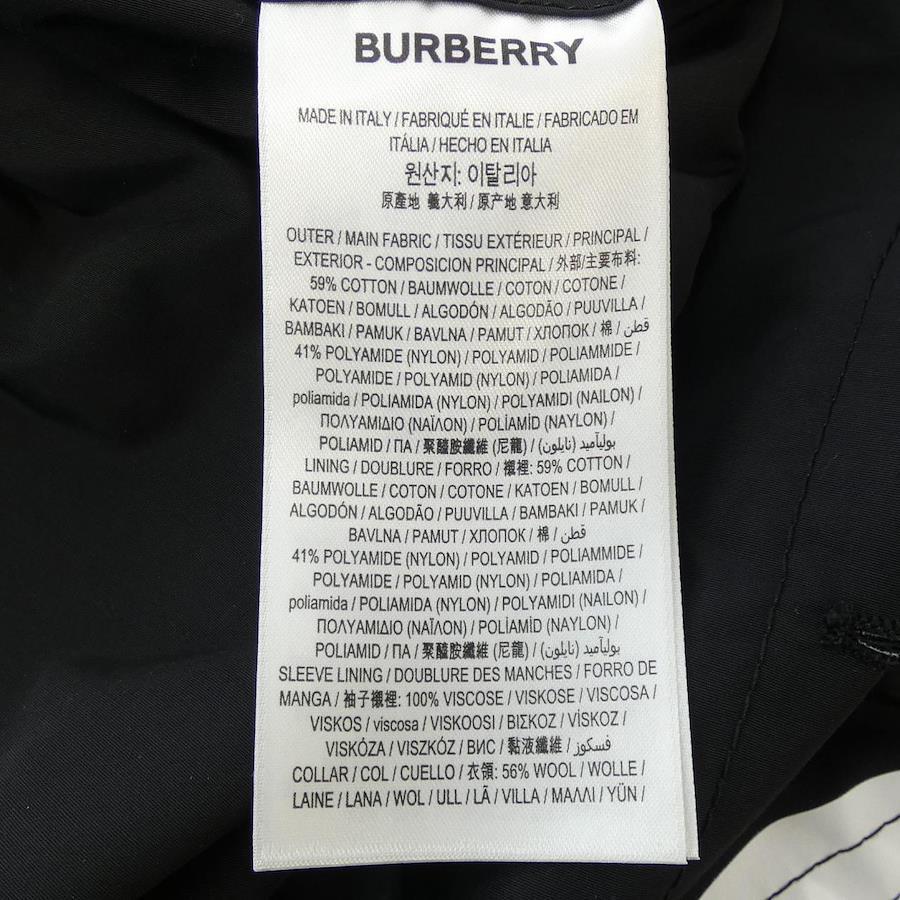 BURBERRY
MADE IN ITALY / FABRIQUÉ EN ITALIE / FABRICADO EM
ITÁLIA / HECHO EN ITALIA
원산지: 이탈리아
原產地 義大利 / 原产地 意大利
OUTER / MAIN FABRIC / TISSU EXTÉRIEUR / PRINCIPAL /
EXTERIOR - COMPOSICION PRINCIPAL / 外部/主要布料:
59% COTTON / BAUMWOLLE / COTON / COTONE /
KATOEN / BOMULL / ALGODÓN / ALGODÃO / PUUVILLA /
BAMBAKI / PAMUK / BAVLNA / PAMUT / ХЛОПОК / 棉 / قطن
41% POLYAMIDE (NYLON) / POLYAMID / POLIAMMIDE /
POLYAMIDE / POLYAMID (NYLON) / POLIAMIDA /
poliamida / POLIAMIDA (NYLON) / POLYAMIDI (NAILON) /
ΠΟΛΥΑΜΙΔΙΟ (ΝΑΪΛΟΝ) / POLİAMİD (NAYLON) /
POLIAMID / ПА / 聚醯胺纖維 (尼龍) / بوليآميد (نايلون)
LINING / DOUBLURE / FORRO / 襯裡: 59% COTTON /
BAUMWOLLE / COTON / COTONE / KATOEN / BOMULL /
ALGODÓN / ALGODÃO / PUUVILLA / BAMBAKI / PAMUK /
BAVLNA / PAMUT / ХЛОПОК / 棉 / قطن
41% POLYAMIDE (NYLON) / POLYAMID / POLIAMMIDE /
POLYAMIDE / POLYAMID (NYLON) / POLIAMIDA /
poliamida / POLIAMIDA (NYLON) / POLYAMIDI (NAILON) /
ΠΟΛΥΑΜΙΔΙΟ (ΝΑΪΛΟΝ) / POLİAMİD (NAYLON) /
POLIAMID / ПА / 聚醯胺纖維 (尼龍) / بوليآميد (نايلون)
SLEEVE LINING / DOUBLURE DES MANCHES / FORRO DE
MANGA / 袖子襯裡: 100% VISCOSE / VISKOSE / VISCOSA /
VISKOS / viscosa / VISKOOSI / ΒΙΣΚΟΖ / VİSKOZ /
VISKÓZA / VISZKÓZ / ВИС / 黏液纖維 / فسكوز
COLLAR / COL / CUELLO / 衣領: 56% WOOL / WOLLE /
LAINE / LANA / WOL / ULL / LÃ / VILLA / ΜΑΛΛΙ / YÜN /